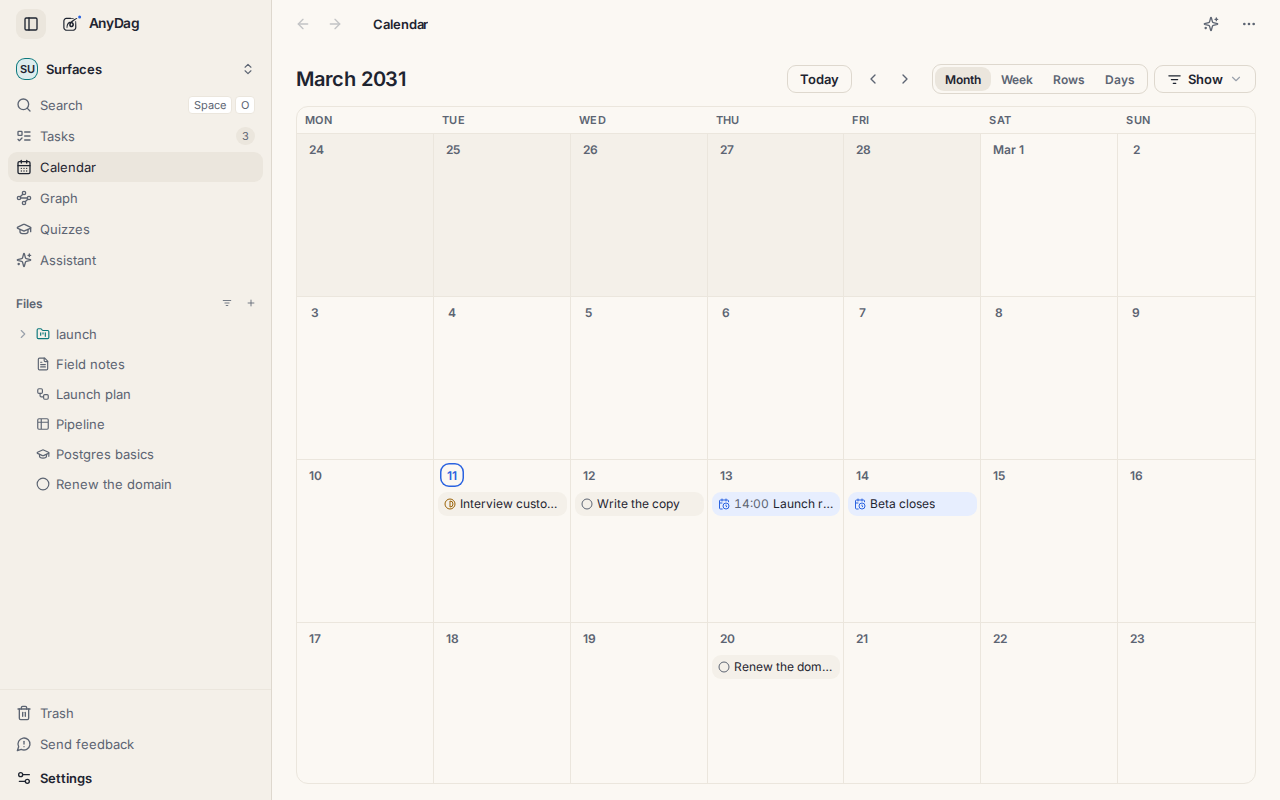 AnyDag
Calendar
SU Surfaces
Search Space O
Tasks 3
Calendar
Graph
Quizzes
Assistant
Files
launch
Field notes
Launch plan
Pipeline
Postgres basics
Renew the domain
Trash
Send feedback
Settings
March 2031
Today Month Week Rows Days Show
MON TUE WED THU FRI SAT SUN
24 25 26 27 28 Mar 1 2
3 4 5 6 7 8 9
10 11 12 13 14 15 16
Interview custo... Write the copy 14:00 Launch r... Beta closes
17 18 19 20 21 22 23
Renew the dom...